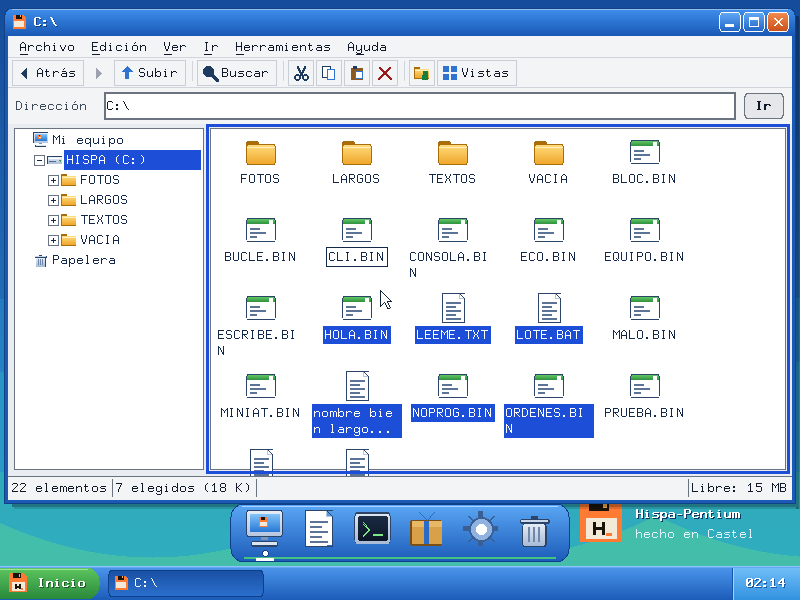 C:\
Archivo Edición Ver Ir Herramientas Ayuda
Atrás Subir Buscar Vistas
Dirección C:\ Ir
Mi equipo
HISPA (C:)
FOTOS
LARGOS
TEXTOS
VACIA
Papelera
FOTOS LARGOS TEXTOS VACIA BLOC.BIN
BUCLE.BIN CLI.BIN CONSOLA.BI ECO.BIN EQUIPO.BIN
N
ESCRIBE.BI HOLA.BIN LEEME.TXT LOTE.BAT MALO.BIN
N
MINIAT.BIN nombre bie NOPROG.BIN ORDENES.BI PRUEBA.BIN
n largo... N
22 elementos 7 elegidos (18 K) Libre: 15 MB
H. Hispa-Pentium
hecho en Castel
H. Inicio C:\ 02:14